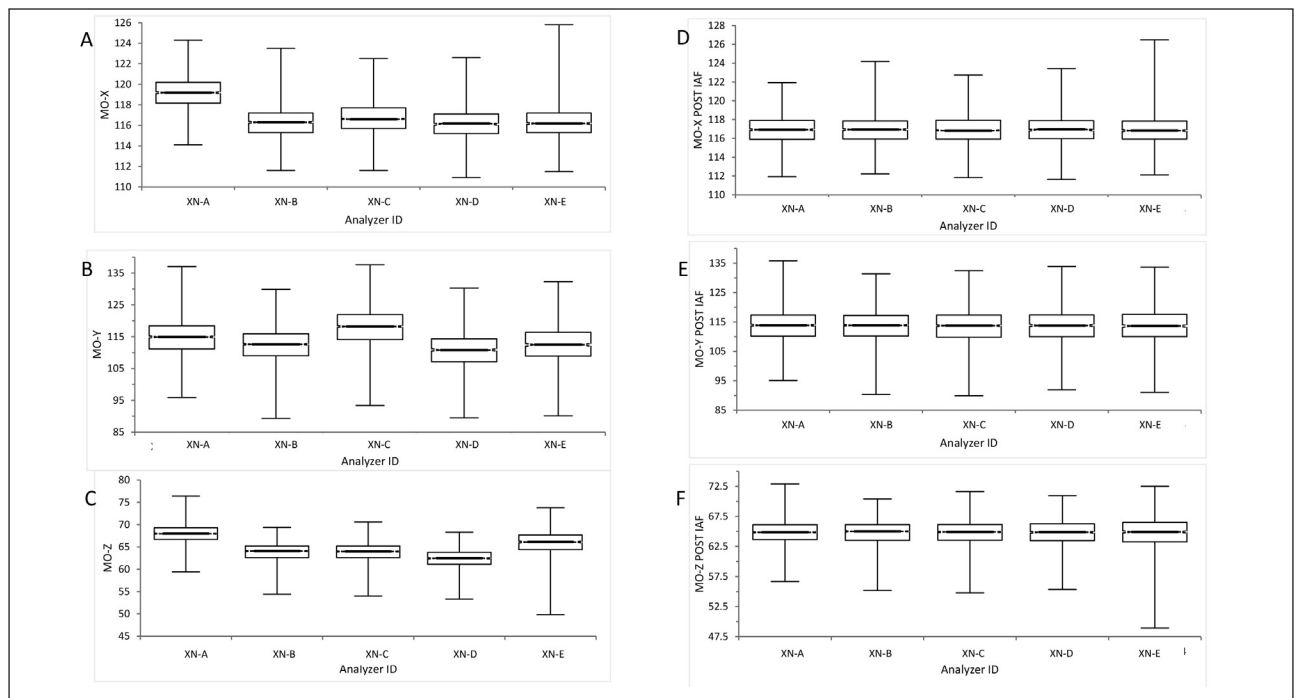 A
MO-X
126
124
122
120
118
116
114
112
110
XN-A XN-B XN-C XN-D XN-E
Analyzer ID
B
MO-Y
135
125
115
105
95
85
XN-A XN-B XN-C XN-D XN-E
Analyzer ID
C
MO-Z
80
75
70
65
60
55
50
45
XN-A XN-B XN-C XN-D XN-E
Analyzer ID
D
MO-X POST IAF
128
126
124
122
120
118
116
114
112
110
XN-A XN-B XN-C XN-D XN-E
Analyzer ID
E
MO-Y POST IAF
135
125
115
105
95
85
XN-A XN-B XN-C XN-D XN-E
Analyzer ID
F
MO-Z POST IAF
72.5
67.5
62.5
57.5
52.5
47.5
XN-A XN-B XN-C XN-D XN-E
Analyzer ID